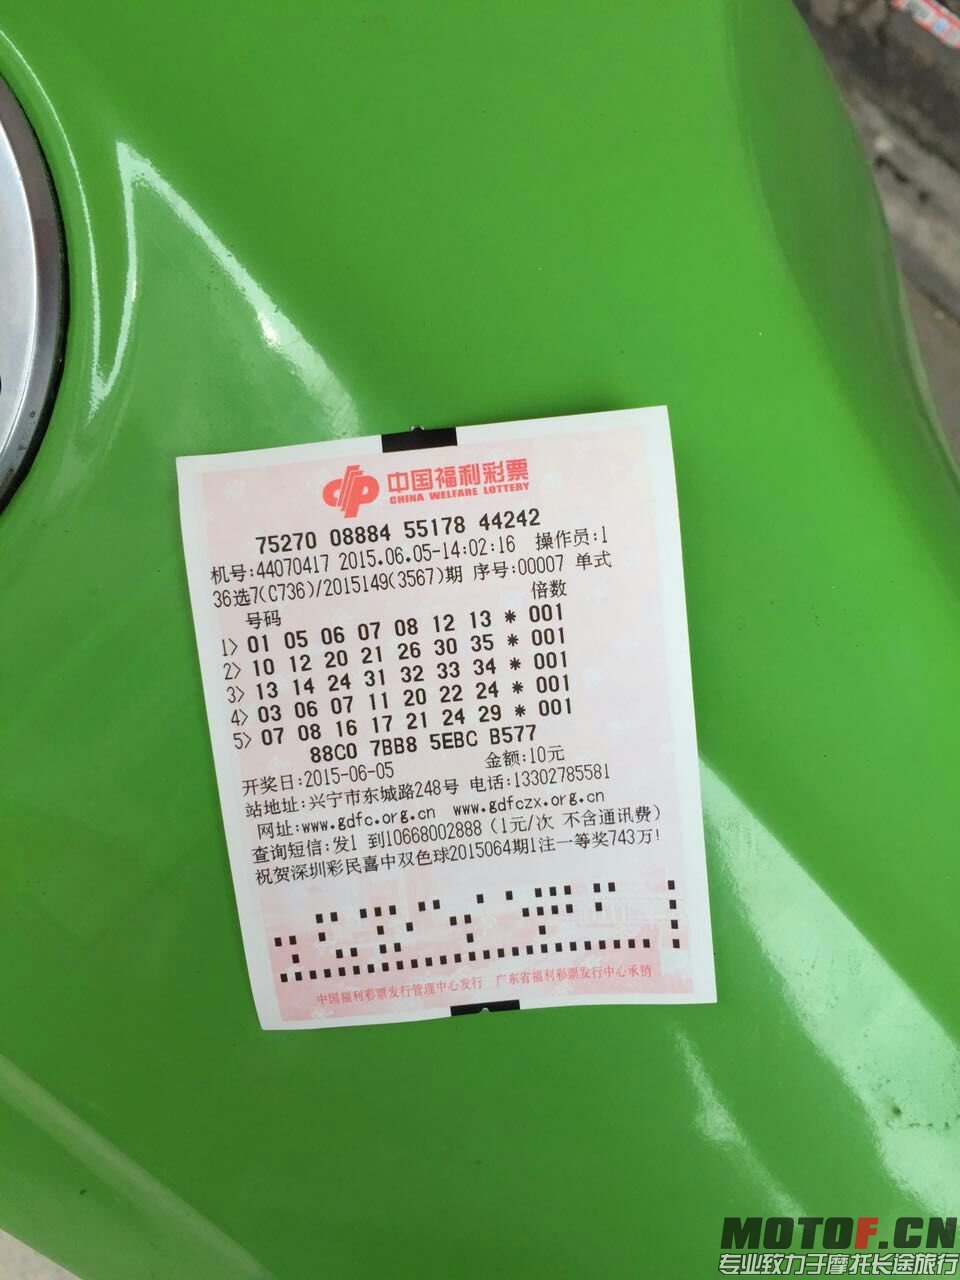 中国福利彩票
CHINA WELFARE LOTTERY
75270 08884 55178 44242
机号:44070417 2015.06.05-14:02:16 操作员:1
36选7(C736)/2015149(3567)期 序号:00007 单式
号码 倍数
1> 01 05 06 07 08 12 13 * 001
2> 10 12 20 21 26 30 35 * 001
3> 13 14 24 31 32 33 34 * 001
4> 03 06 07 11 20 22 24 * 001
5> 07 08 16 17 21 24 29 * 001
88C0 7BB8 5EBC B577
开奖日:2015-06-05 金额:10元
站地址:兴宁市东城路248号 电话:13302785581
网址:www.gdfc.org.cn www.gdfczx.org.cn
查询短信:发1 到10668002888(1元/次 不含通讯费)
祝贺深圳彩民喜中双色球2015064期1注一等奖743万!
中国福利彩票发行管理中心发行 广东省福利彩票发行中心承销
MOTOF.CN
专业致力于摩托长途旅行